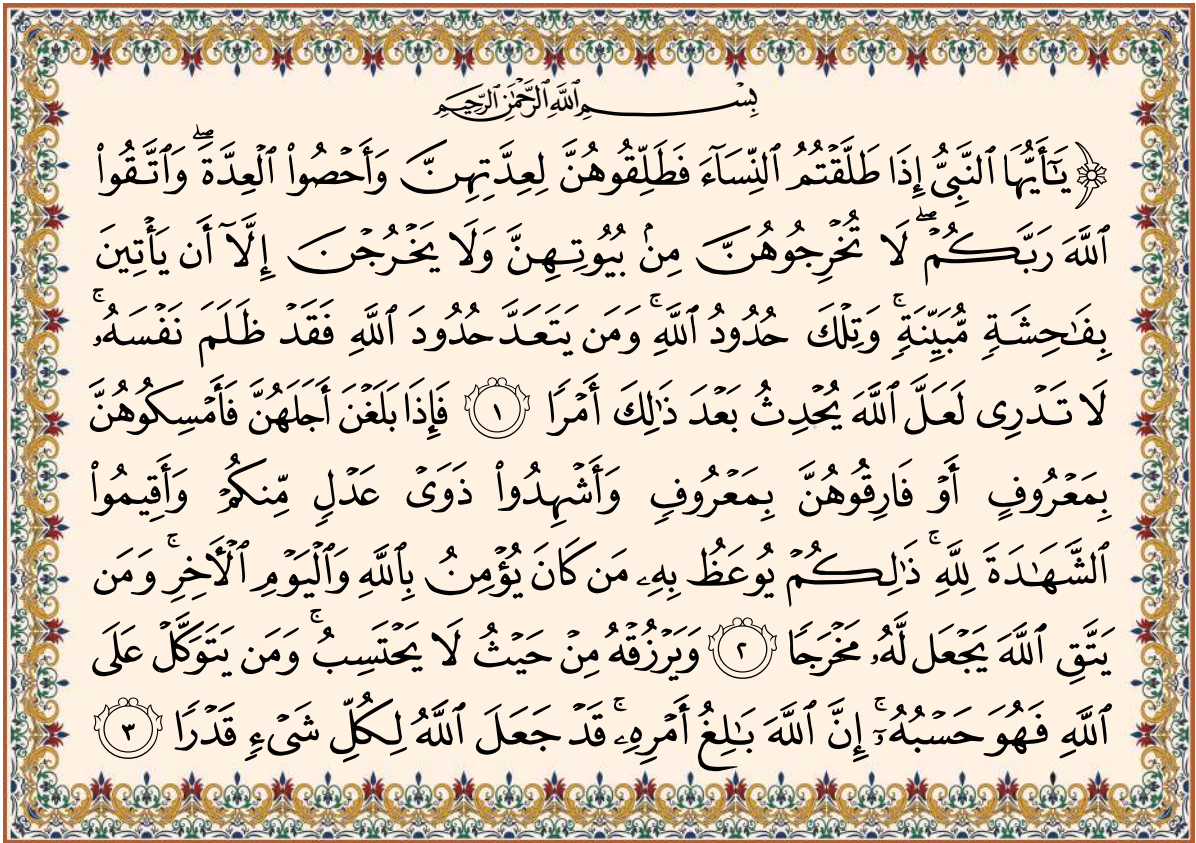 بِسْمِ ٱللَّهِ ٱلرَّحْمَٰنِ ٱلرَّحِيمِ
۞ يَٰٓأَيُّهَا ٱلنَّبِىُّ إِذَا طَلَّقْتُمُ ٱلنِّسَآءَ فَطَلِّقُوهُنَّ لِعِدَّتِهِنَّ وَأَحْصُوا۟ ٱلْعِدَّةَ ۖ وَٱتَّقُوا۟
ٱللَّهَ رَبَّكُمْ ۖ لَا تُخْرِجُوهُنَّ مِنۢ بُيُوتِهِنَّ وَلَا يَخْرُجْنَ إِلَّآ أَن يَأْتِينَ
بِفَٰحِشَةٍ مُّبَيِّنَةٍ ۚ وَتِلْكَ حُدُودُ ٱللَّهِ ۚ وَمَن يَتَعَدَّ حُدُودَ ٱللَّهِ فَقَدْ ظَلَمَ نَفْسَهُۥ ۚ
لَا تَدْرِى لَعَلَّ ٱللَّهَ يُحْدِثُ بَعْدَ ذَٰلِكَ أَمْرًا ١ فَإِذَا بَلَغْنَ أَجَلَهُنَّ فَأَمْسِكُوهُنَّ
بِمَعْرُوفٍ أَوْ فَارِقُوهُنَّ بِمَعْرُوفٍ وَأَشْهِدُوا۟ ذَوَىْ عَدْلٍ مِّنكُمْ وَأَقِيمُوا۟
ٱلشَّهَٰدَةَ لِلَّهِ ۚ ذَٰلِكُمْ يُوعَظُ بِهِۦ مَن كَانَ يُؤْمِنُ بِٱللَّهِ وَٱلْيَوْمِ ٱلْـَٔاخِرِ ۚ وَمَن
يَتَّقِ ٱللَّهَ يَجْعَل لَّهُۥ مَخْرَجًا ٢ وَيَرْزُقْهُ مِنْ حَيْثُ لَا يَحْتَسِبُ ۚ وَمَن يَتَوَكَّلْ عَلَى
ٱللَّهِ فَهُوَ حَسْبُهُۥٓ ۚ إِنَّ ٱللَّهَ بَٰلِغُ أَمْرِهِۦ ۚ قَدْ جَعَلَ ٱللَّهُ لِكُلِّ شَىْءٍ قَدْرًا ٣